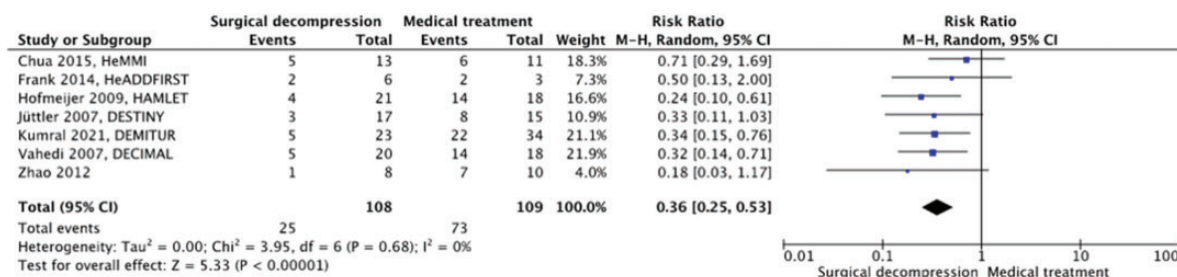 Surgical decompression Medical treatment Risk Ratio Risk Ratio
Study or Subgroup Events Total Events Total Weight M-H, Random, 95% CI M-H, Random, 95% CI
Chua 2015, HeMMI 5 13 6 11 18.3% 0.71 [0.29, 1.69]
Frank 2014, HeADDFIRST 2 6 2 3 7.3% 0.50 [0.13, 2.00]
Hofmeijer 2009, HAMLET 4 21 14 18 16.6% 0.24 [0.10, 0.61]
Jüttler 2007, DESTINY 3 17 8 15 10.9% 0.33 [0.11, 1.03]
Kumral 2021, DEMITUR 5 23 22 34 21.1% 0.34 [0.15, 0.76]
Vahedi 2007, DECIMAL 5 20 14 18 21.9% 0.32 [0.14, 0.71]
Zhao 2012 1 8 7 10 4.0% 0.18 [0.03, 1.17]
Total (95% CI) 108 109 100.0% 0.36 [0.25, 0.53]
Total events 25 73
Heterogeneity: Tau² = 0.00; Chi² = 3.95, df = 6 (P = 0.68); I² = 0%
Test for overall effect: Z = 5.33 (P < 0.00001)
0.01 0.1 1 10 100
Surgical decompression Medical treatment